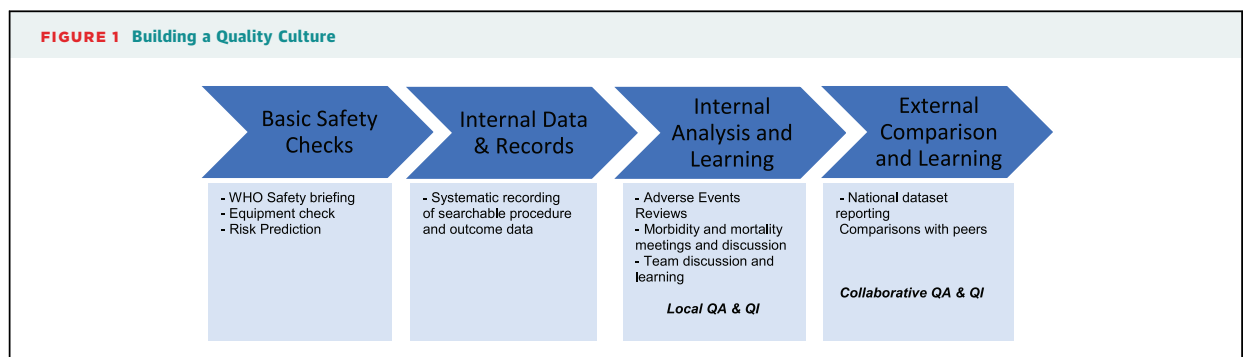 FIGURE 1 Building a Quality Culture
Basic Safety
Checks
- WHO Safety briefing
- Equipment check
- Risk Prediction
Internal Data
& Records
- Systematic recording
of searchable procedure
and outcome data
Internal
Analysis and
Learning
- Adverse Events
Reviews
- Morbidity and mortality
meetings and discussion
- Team discussion and
learning
Local QA & QI
External
Comparison
and Learning
- National dataset
reporting
Comparisons with peers
Collaborative QA & QI